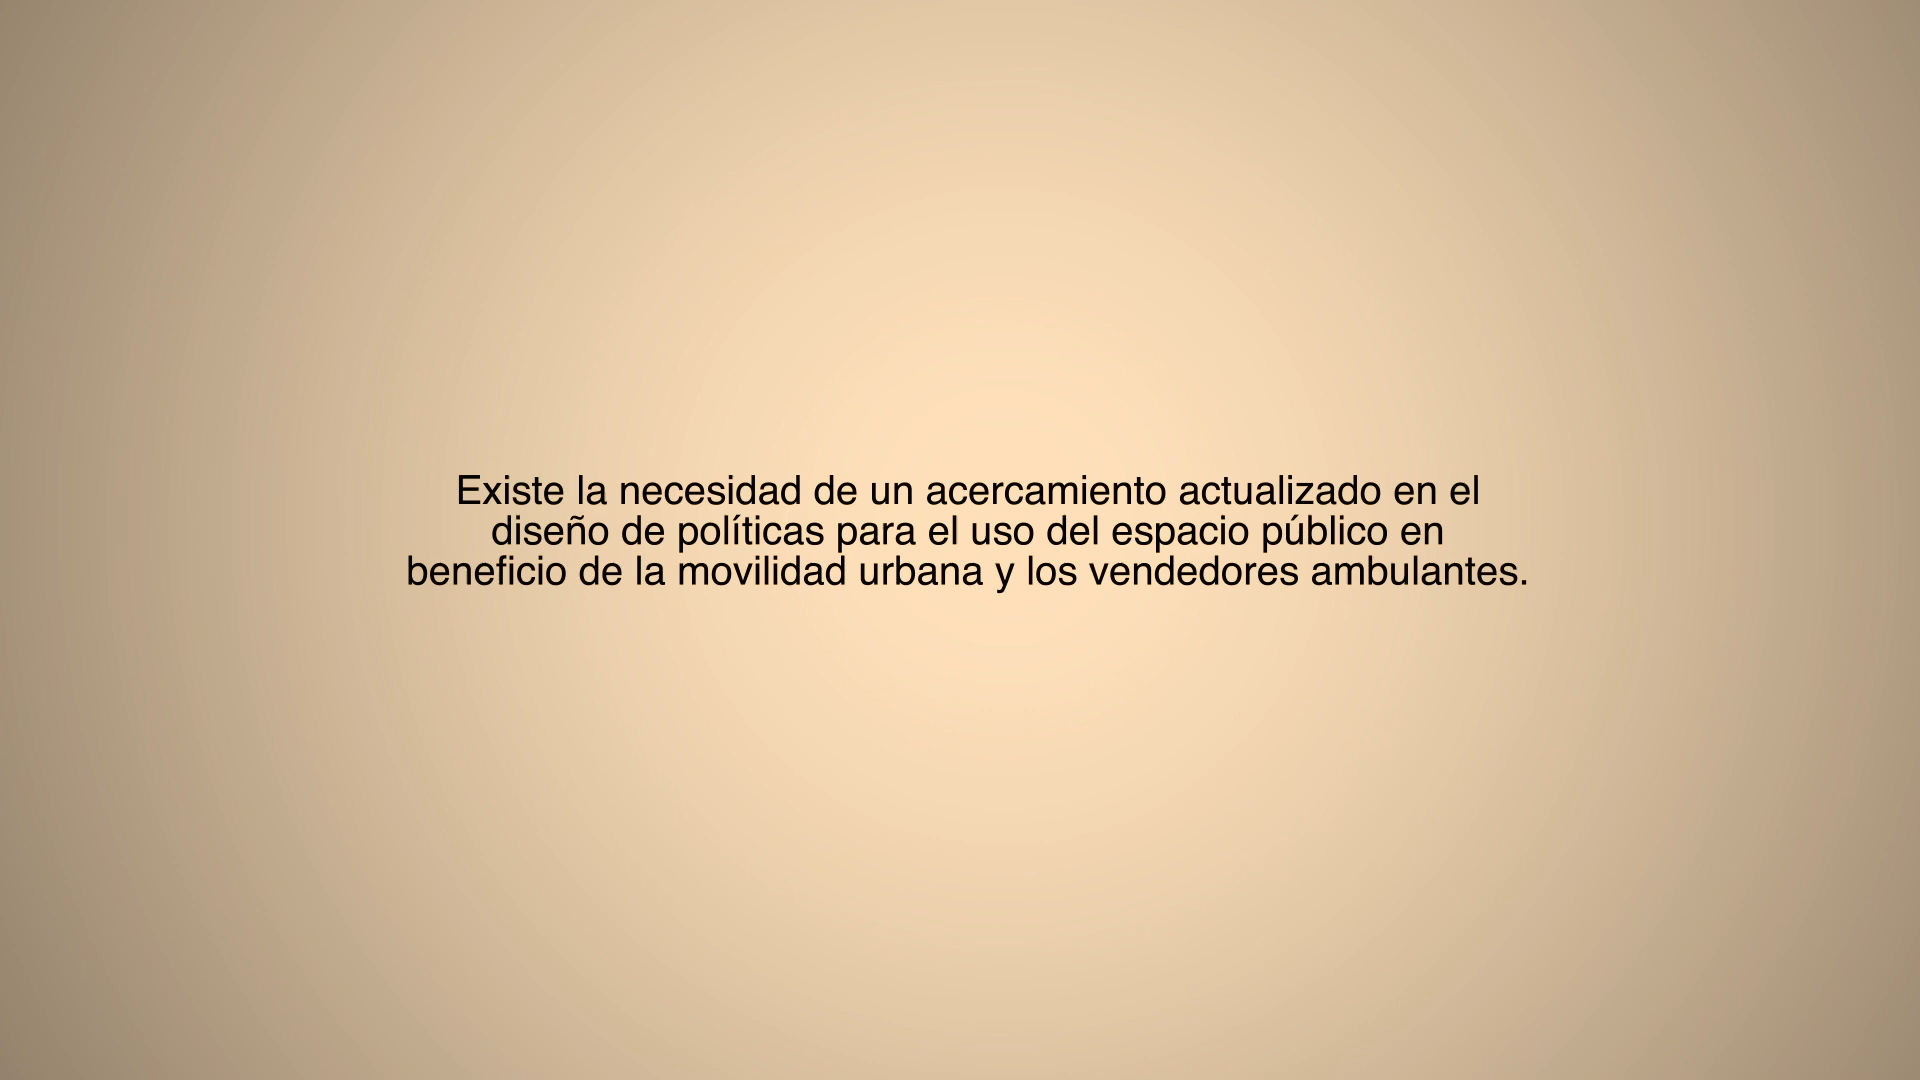 Existe la necesidad de un acercamiento actualizado en el
diseño de políticas para el uso del espacio público en
beneficio de la movilidad urbana y los vendedores ambulantes.